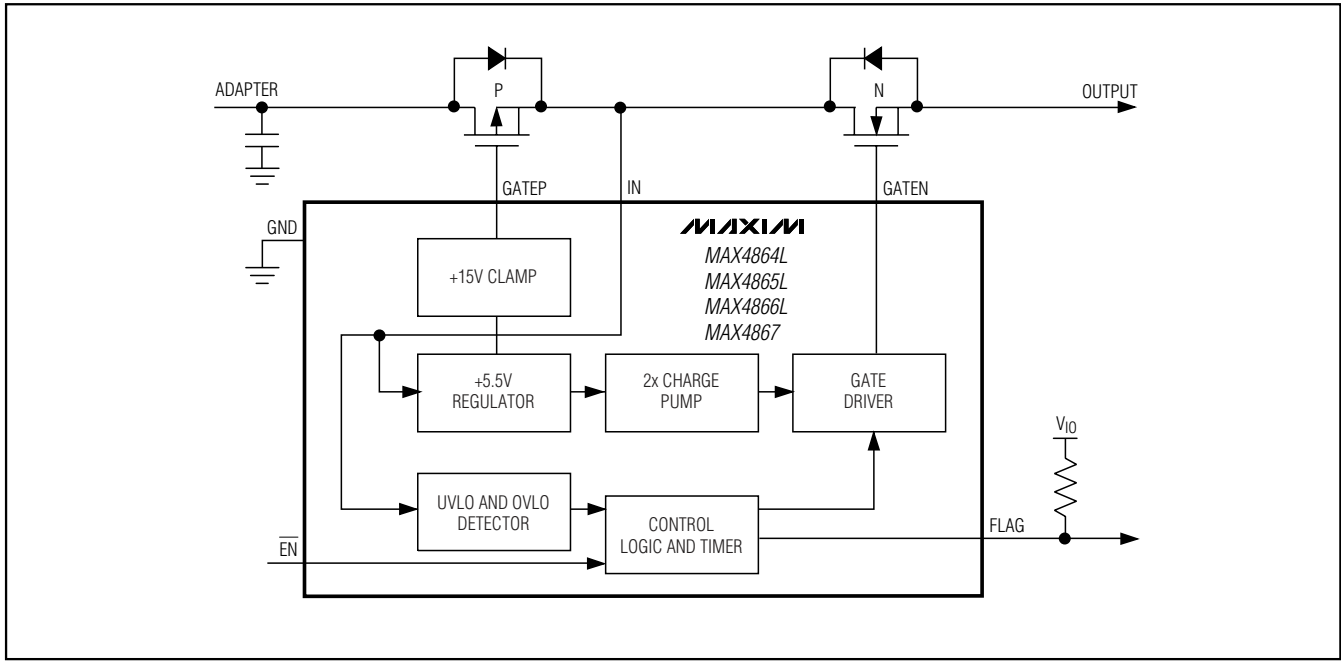 ADAPTER
P
N
OUTPUT
GATEP
IN
GATEN
GND
MAXIM
MAX4864L
MAX4865L
MAX4866L
MAX4867
+15V CLAMP
+5.5V
REGULATOR
2x CHARGE
PUMP
GATE
DRIVER
VIO
UVLO AND OVLO
DETECTOR
CONTROL
LOGIC AND TIMER
FLAG
EN